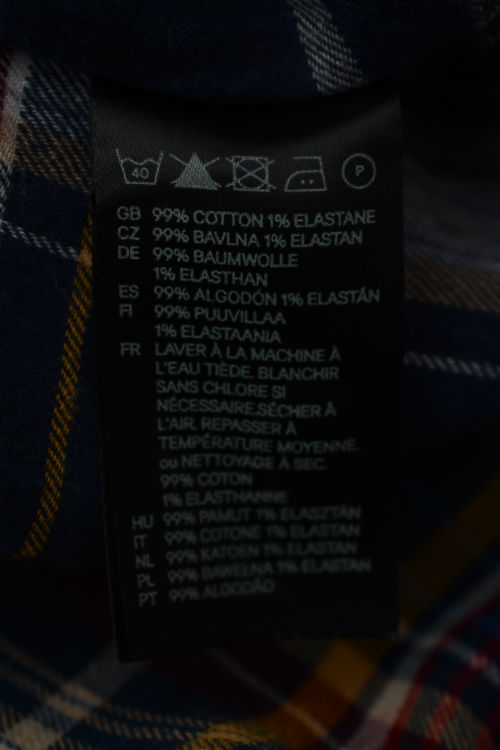 40 P
GB 99% COTTON 1% ELASTANE
CZ 99% BAVLNA 1% ELASTAN
DE 99% BAUMWOLLE
1% ELASTHAN
ES 99% ALGODÓN 1% ELASTÁN
FI 99% PUUVILLAA
1% ELASTAANIA
FR LAVER À LA MACHINE À
L'EAU TIÈDE. BLANCHIR
SANS CHLORE SI
NÉCESSAIRE.SÉCHER À
L'AIR. REPASSER À
TEMPÉRATURE MOYENNE.
ou NETTOYAGE À SEC.
99% COTON
1% ELASTHANNE
HU 99% PAMUT 1% ELASZTÁN
IT 99% COTONE 1% ELASTAN
NL 99% KATOEN 1% ELASTAN
PL 99% BAWEŁNA 1% ELASTAN
PT 99% ALGODÃO